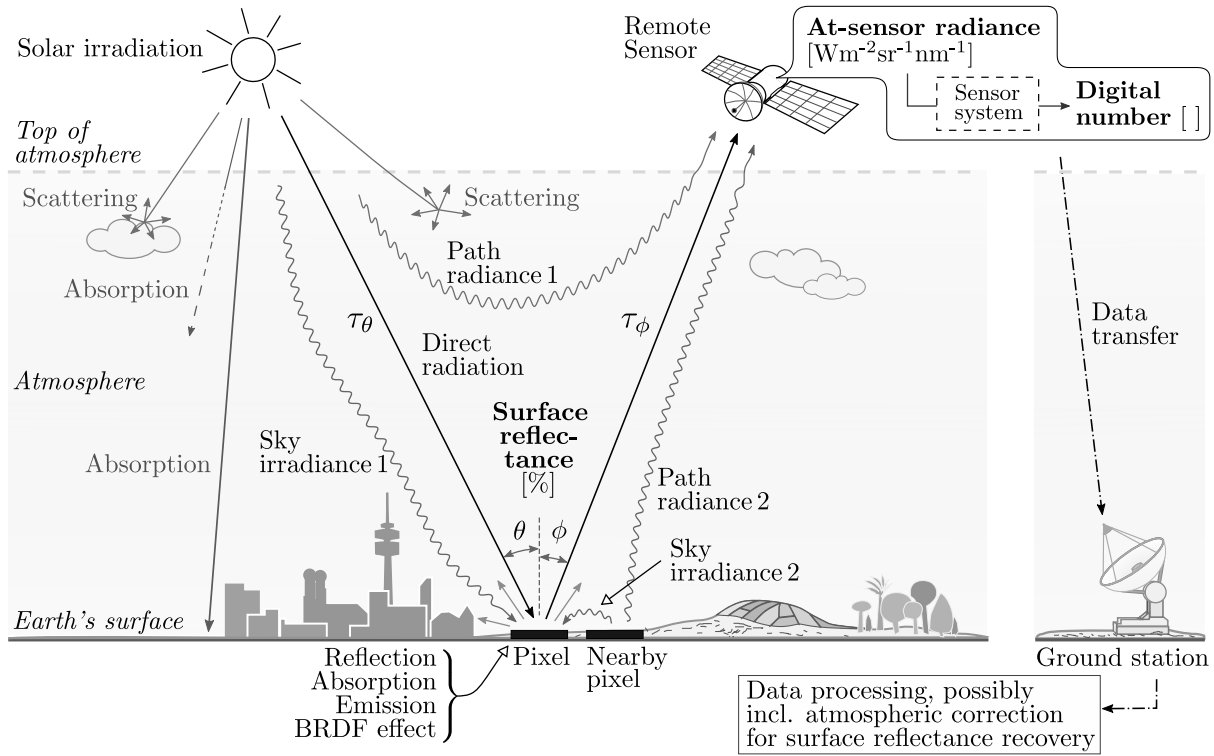 Solar irradiation
Remote
Sensor
At-sensor radiance
[Wm-2sr-1nm-1]
Sensor
system
Digital
number [ ]
Top of
atmosphere
Scattering
Scattering
Path
radiance 1
Absorption
τθ
τϕ
Direct
radiation
Data
transfer
Atmosphere
Surface
reflec-
tance
[%]
Sky
irradiance 1
Absorption
Path
radiance 2
θ
ϕ
Sky
irradiance 2
Earth's surface
Reflection
Absorption
Emission
BRDF effect
Pixel
Nearby
pixel
Ground station
Data processing, possibly
incl. atmospheric correction
for surface reflectance recovery